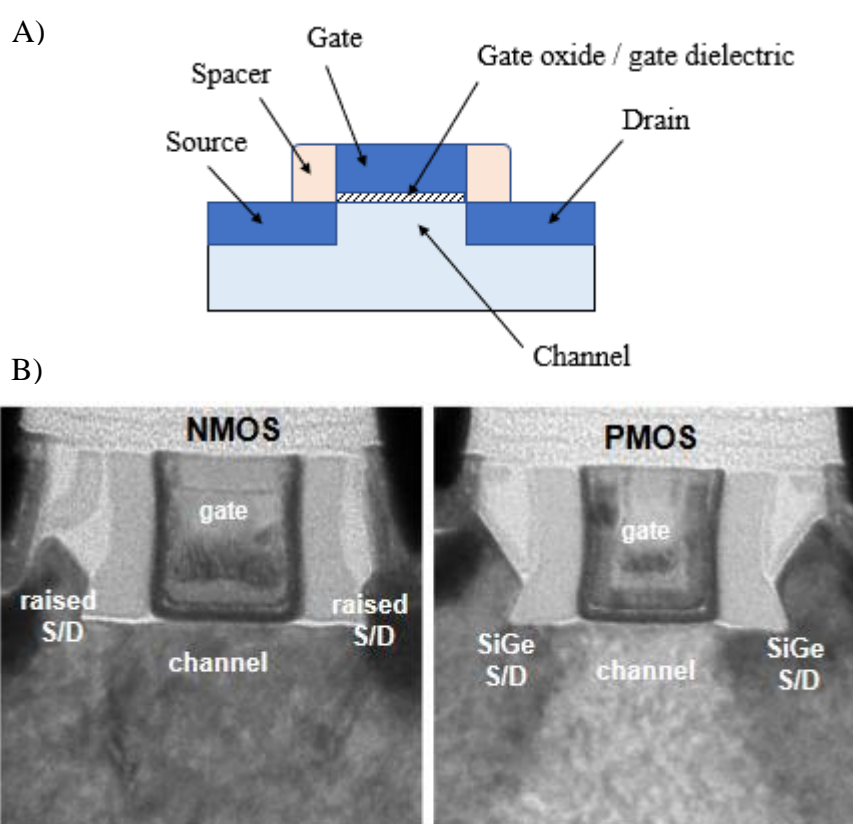 A)
Gate
Gate oxide / gate dielectric
Spacer
Drain
Source
Channel
B)
NMOS
PMOS
gate
gate
raised
S/D
raised
S/D
channel
SiGe
S/D
channel
SiGe
S/D